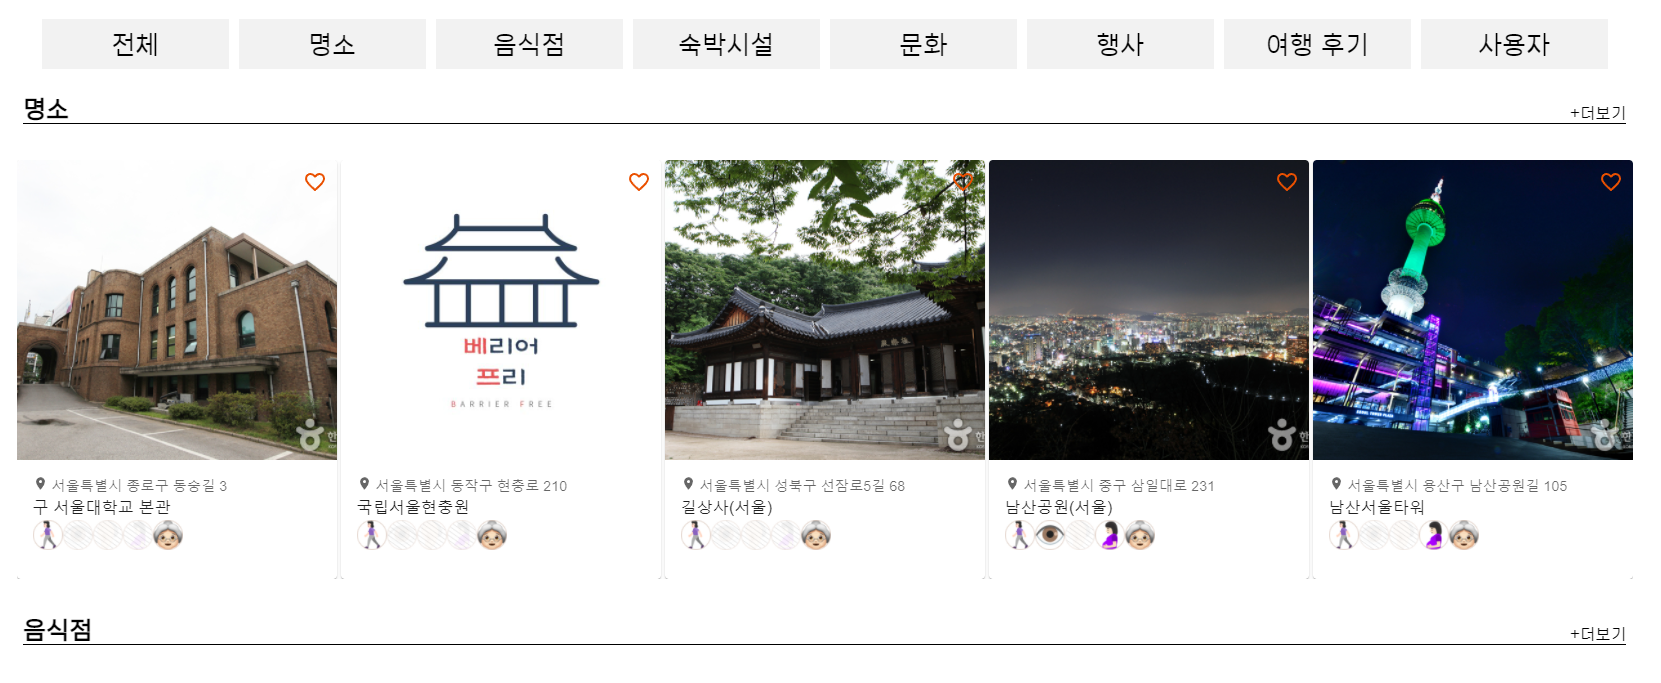 전체 명소 음식점 숙박시설 문화 행사 여행 후기 사용자
명소 +더보기
베리어
프리
BARRIER FREE
SEOUL TOWER PLAZA
서울특별시 종로구 동숭길 3
구 서울대학교 본관
서울특별시 동작구 현충로 210
국립서울현충원
서울특별시 성북구 선잠로5길 68
길상사(서울)
서울특별시 중구 삼일대로 231
남산공원(서울)
서울특별시 용산구 남산공원길 105
남산서울타워
음식점 +더보기